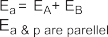 Ea = EA + EB
Ea & p are parellel